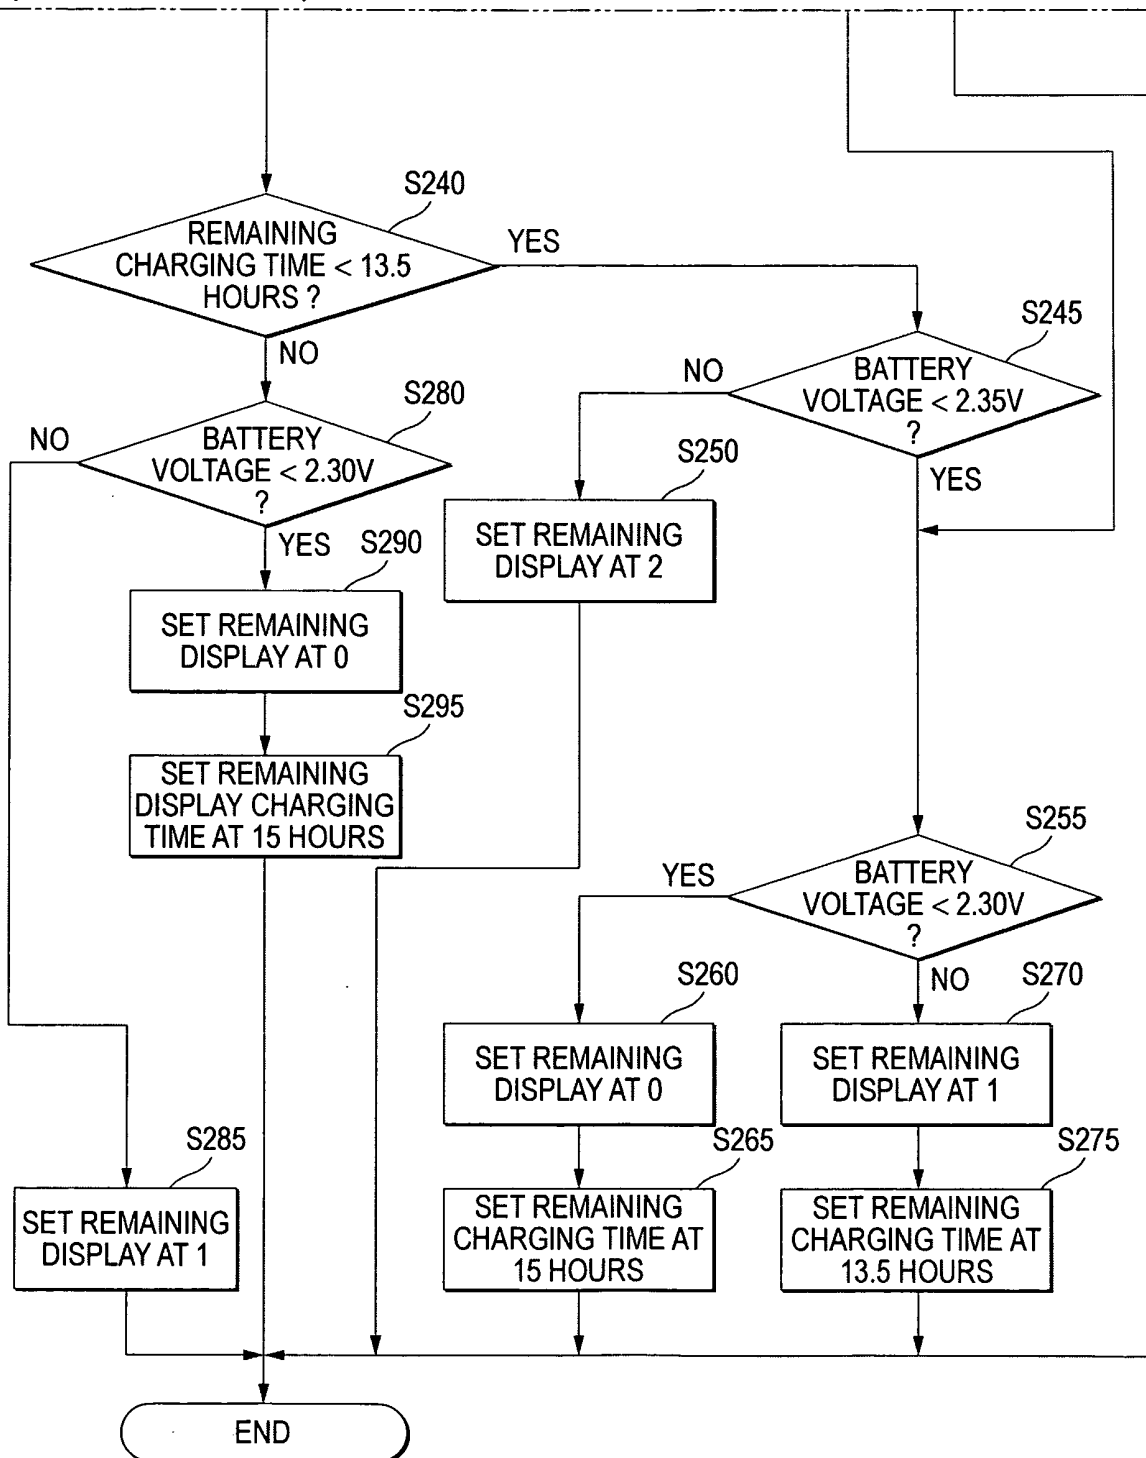 S240
REMAINING
CHARGING TIME < 13.5
HOURS ?
YES
NO
S245
BATTERY
VOLTAGE < 2.35V
?
NO
YES
S280
BATTERY
VOLTAGE < 2.30V
?
NO
YES
S250
SET REMAINING
DISPLAY AT 2
S290
SET REMAINING
DISPLAY AT 0
S295
SET REMAINING
DISPLAY CHARGING
TIME AT 15 HOURS
S255
BATTERY
VOLTAGE < 2.30V
?
YES
NO
S260
SET REMAINING
DISPLAY AT 0
S270
SET REMAINING
DISPLAY AT 1
S285
SET REMAINING
DISPLAY AT 1
S265
SET REMAINING
CHARGING TIME AT
15 HOURS
S275
SET REMAINING
CHARGING TIME AT
13.5 HOURS
END